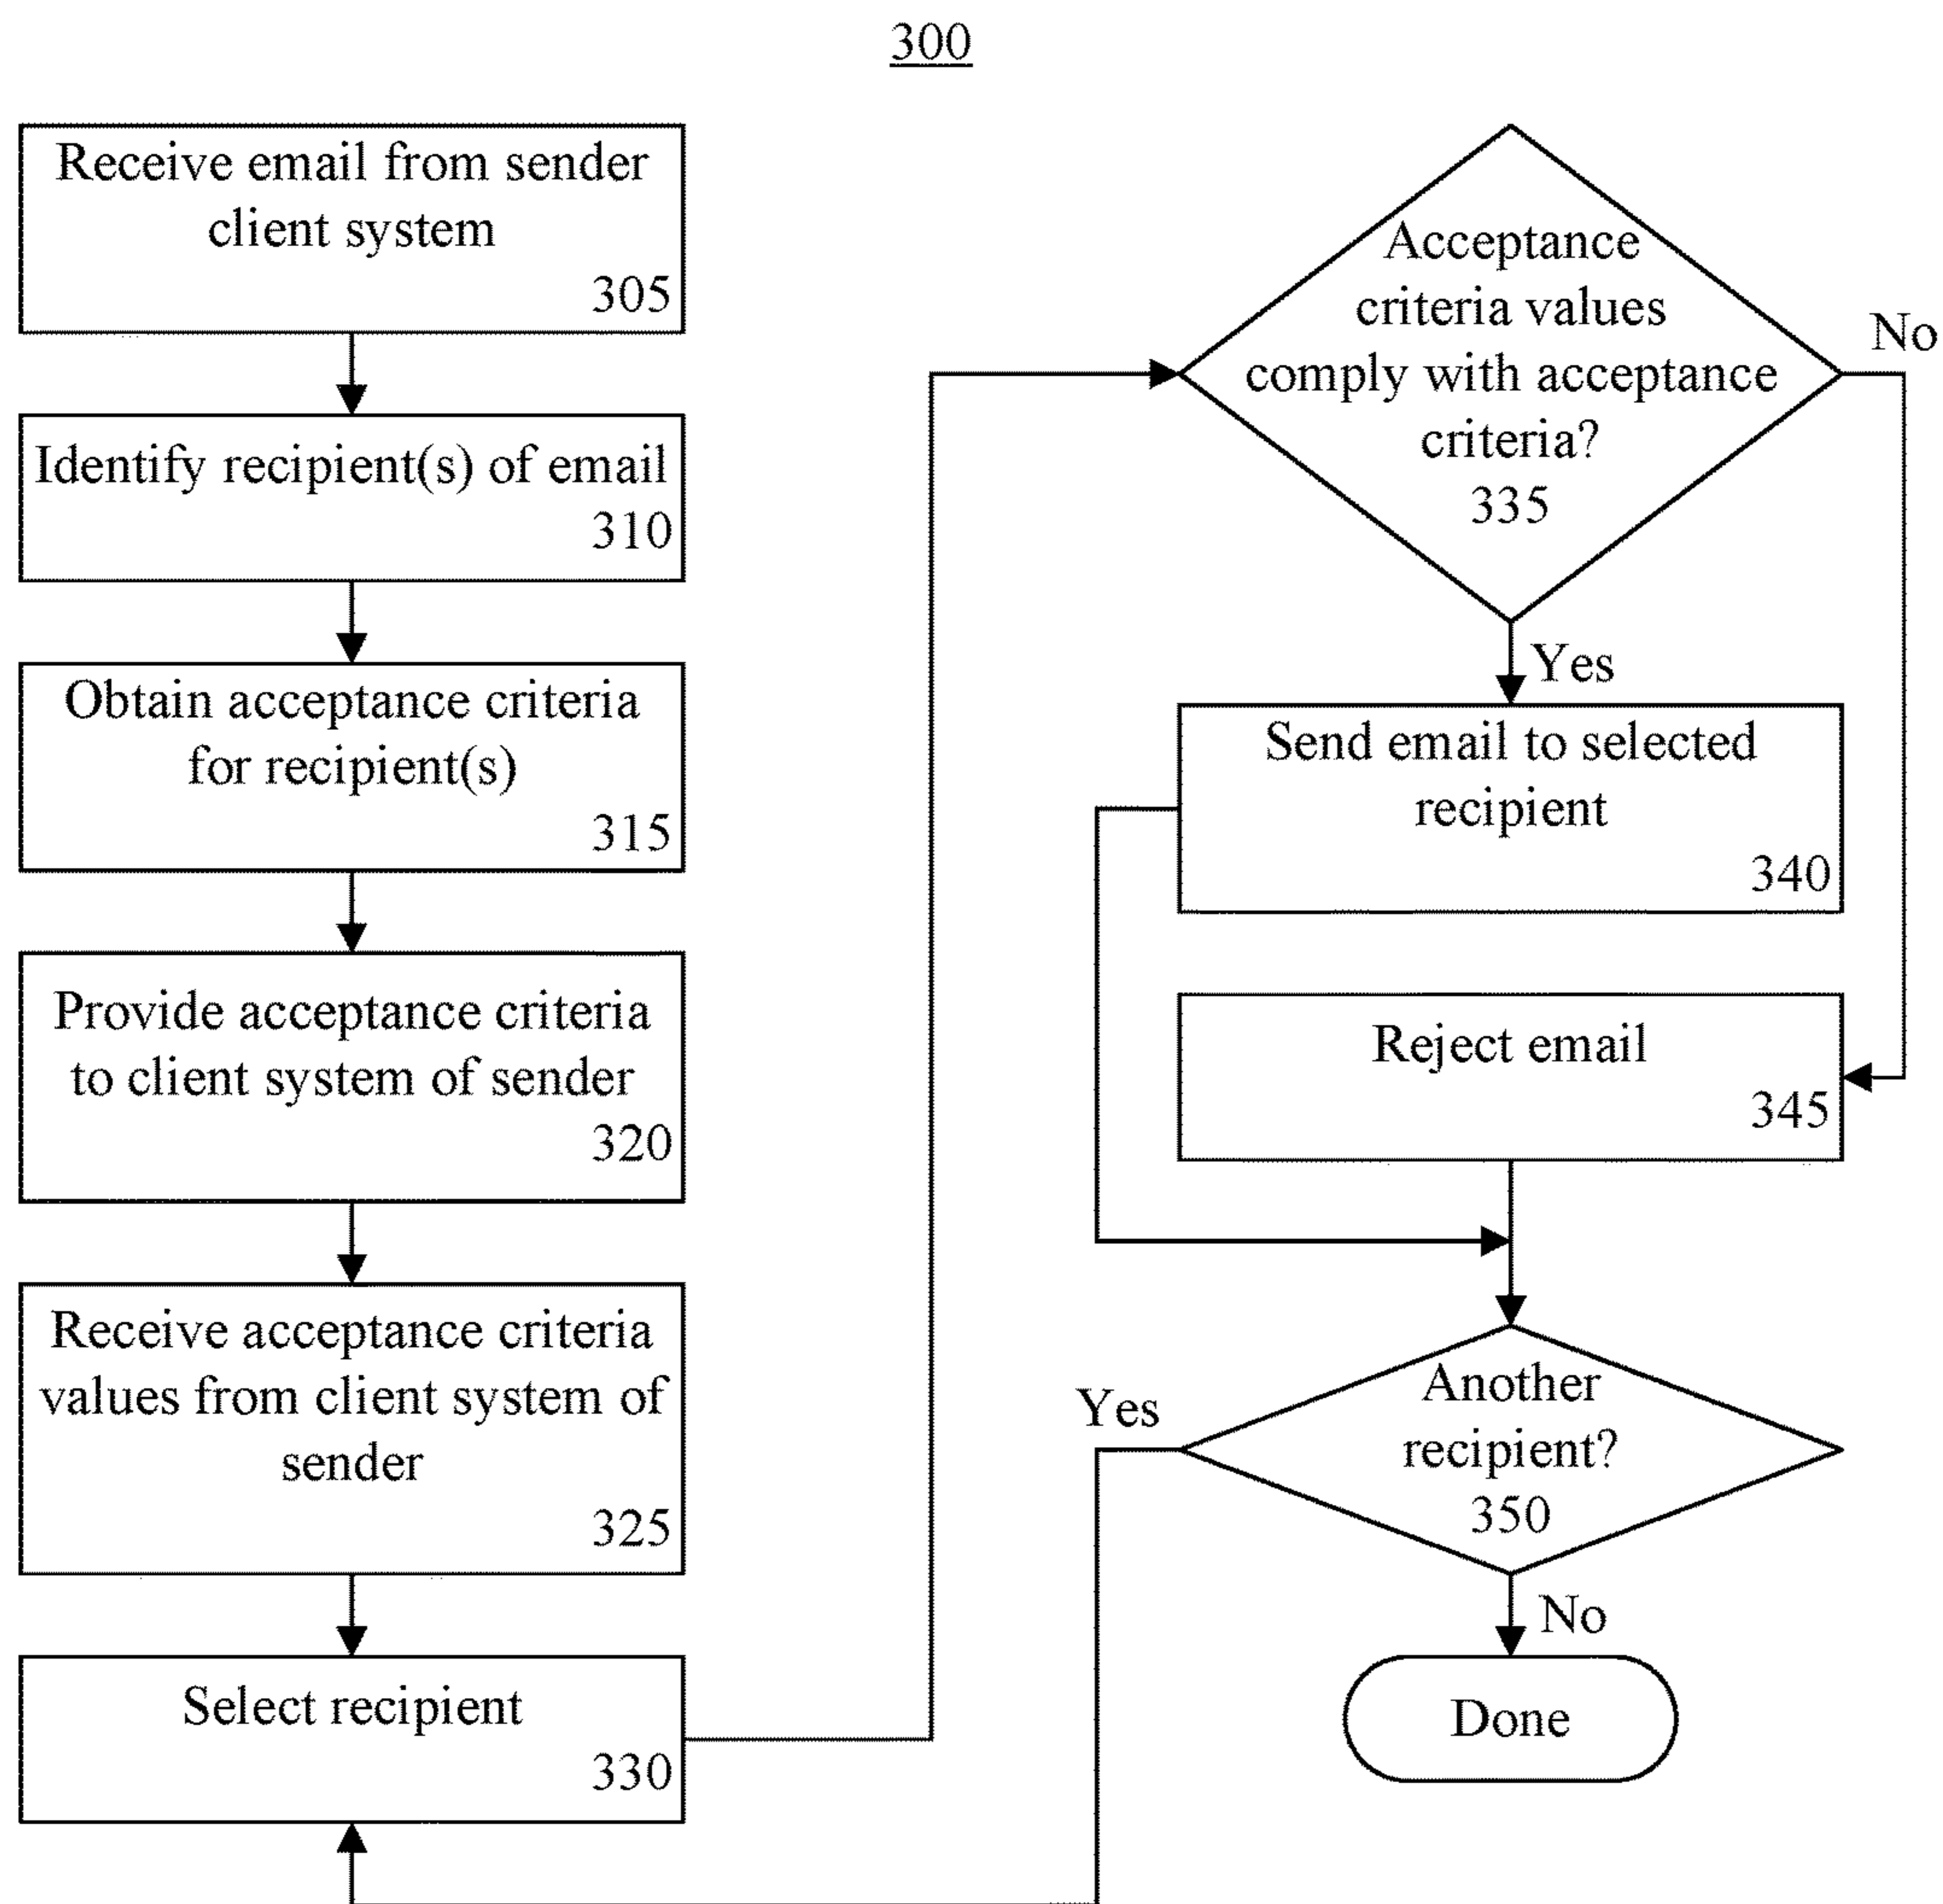 300
Receive email from sender
client system
305
Identify recipient(s) of email
310
Obtain acceptance criteria
for recipient(s)
315
Provide acceptance criteria
to client system of sender
320
Receive acceptance criteria
values from client system of
sender
325
Select recipient
330
Acceptance
criteria values
comply with acceptance
criteria?
335
No
Yes
Send email to selected
recipient
340
Reject email
345
Another
recipient?
350
Yes
No
Done